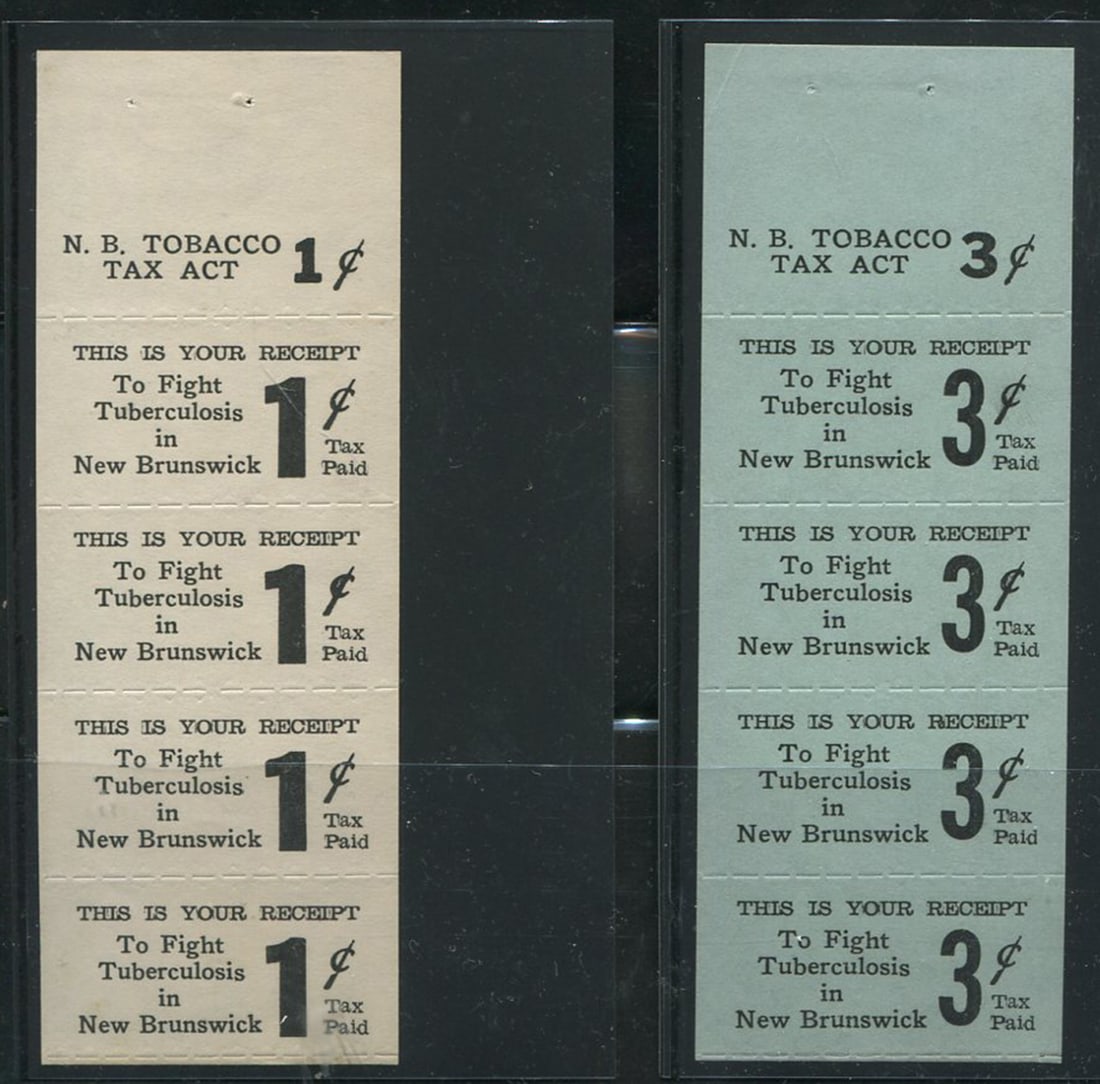 N. B. TOBACCO
TAX ACT 1 ¢
THIS IS YOUR RECEIPT
To Fight
Tuberculosis
in
New Brunswick
1 ¢
Tax
Paid
THIS IS YOUR RECEIPT
To Fight
Tuberculosis
in
New Brunswick
1 ¢
Tax
Paid
THIS IS YOUR RECEIPT
To Fight
Tuberculosis
in
New Brunswick
1 ¢
Tax
Paid
THIS IS YOUR RECEIPT
To Fight
Tuberculosis
in
New Brunswick
1 ¢
Tax
Paid
N. B. TOBACCO
TAX ACT 3 ¢
THIS IS YOUR RECEIPT
To Fight
Tuberculosis
in
New Brunswick
3 ¢
Tax
Paid
THIS IS YOUR RECEIPT
To Fight
Tuberculosis
in
New Brunswick
3 ¢
Tax
Paid
THIS IS YOUR RECEIPT
To Fight
Tuberculosis
in
New Brunswick
3 ¢
Tax
Paid
THIS IS YOUR RECEIPT
To Fight
Tuberculosis
in
New Brunswick
3 ¢
Tax
Paid